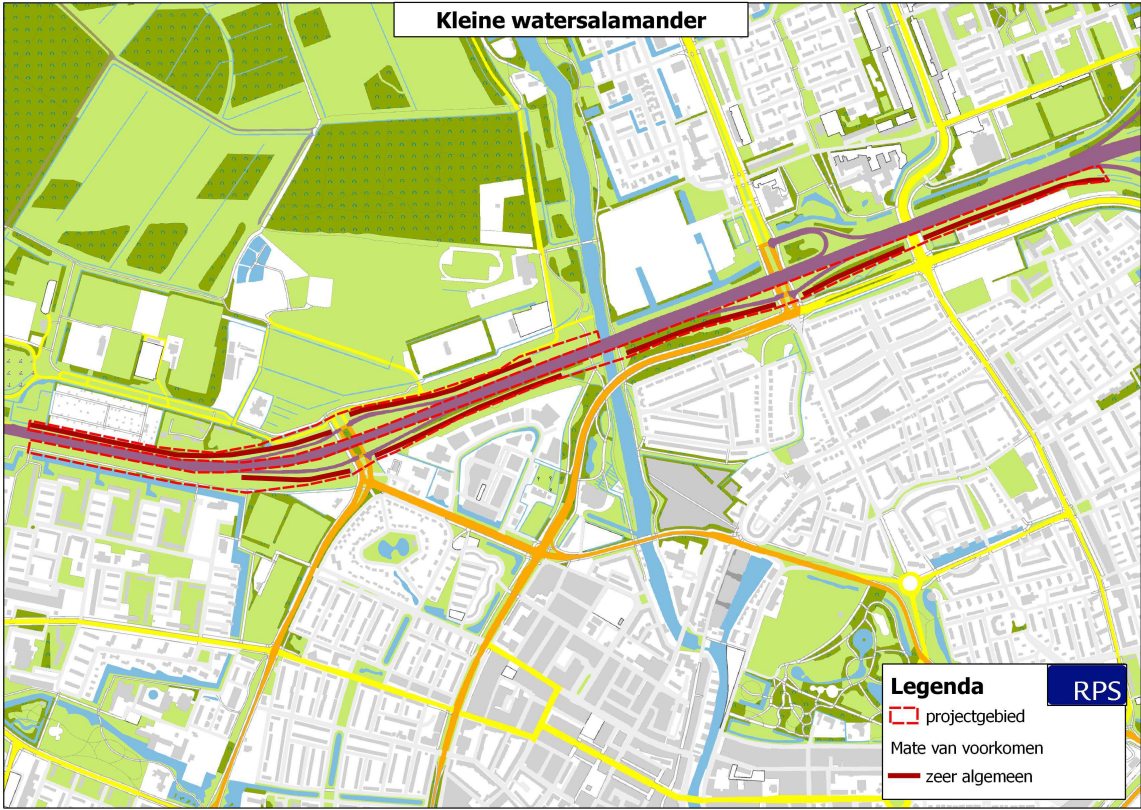 Kleine watersalamander
Legenda
RPS
projectgebied
Mate van voorkomen
zeer algemeen